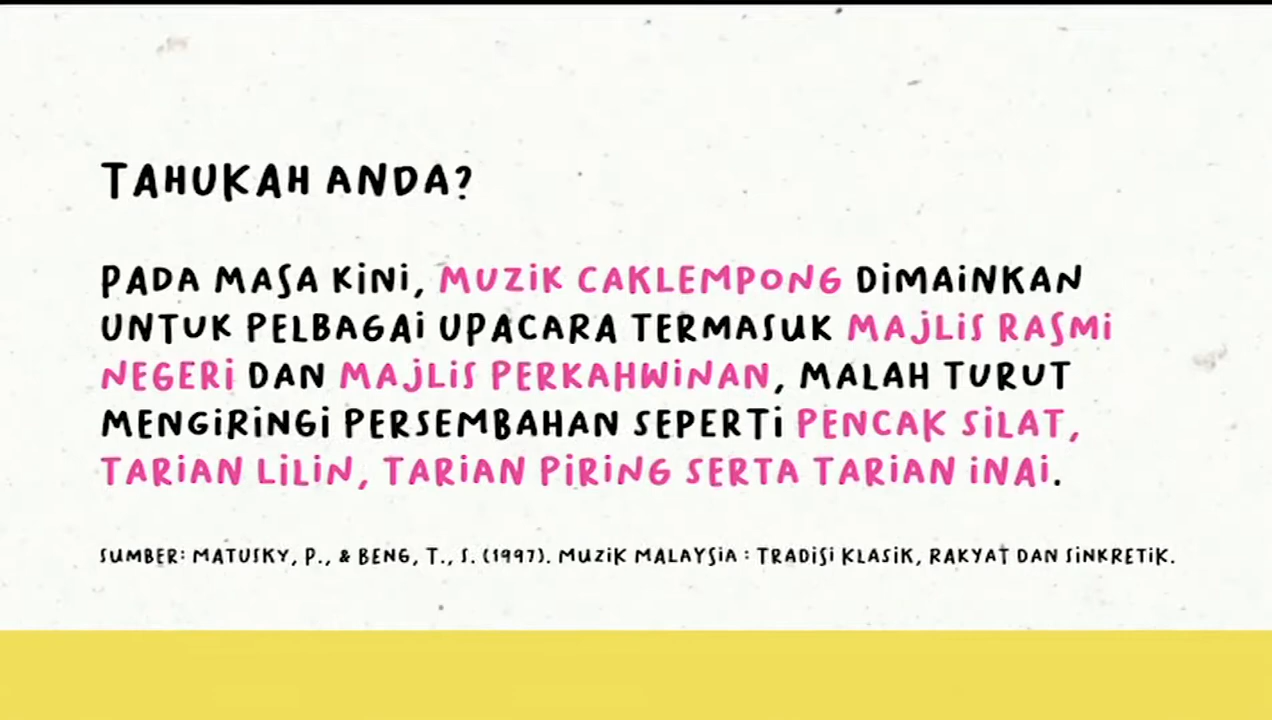 TAHUKAH ANDA?
PADA MASA KINI, MUZIK CAKLEMPONG DIMAINKAN
UNTUK PELBAGAI UPACARA TERMASUK MAJLIS RASMI
NEGERI DAN MAJLIS PERKAHWINAN, MALAH TURUT
MENGIRINGI PERSEMBAHAN SEPERTI PENCAK SILAT,
TARIAN LILIN, TARIAN PIRING SERTA TARIAN INAI.
SUMBER: MATUSKY, P., & BENG, T., S. (1997). MUZIK MALAYSIA : TRADISI KLASIK, RAKYAT DAN SINKRETIK.